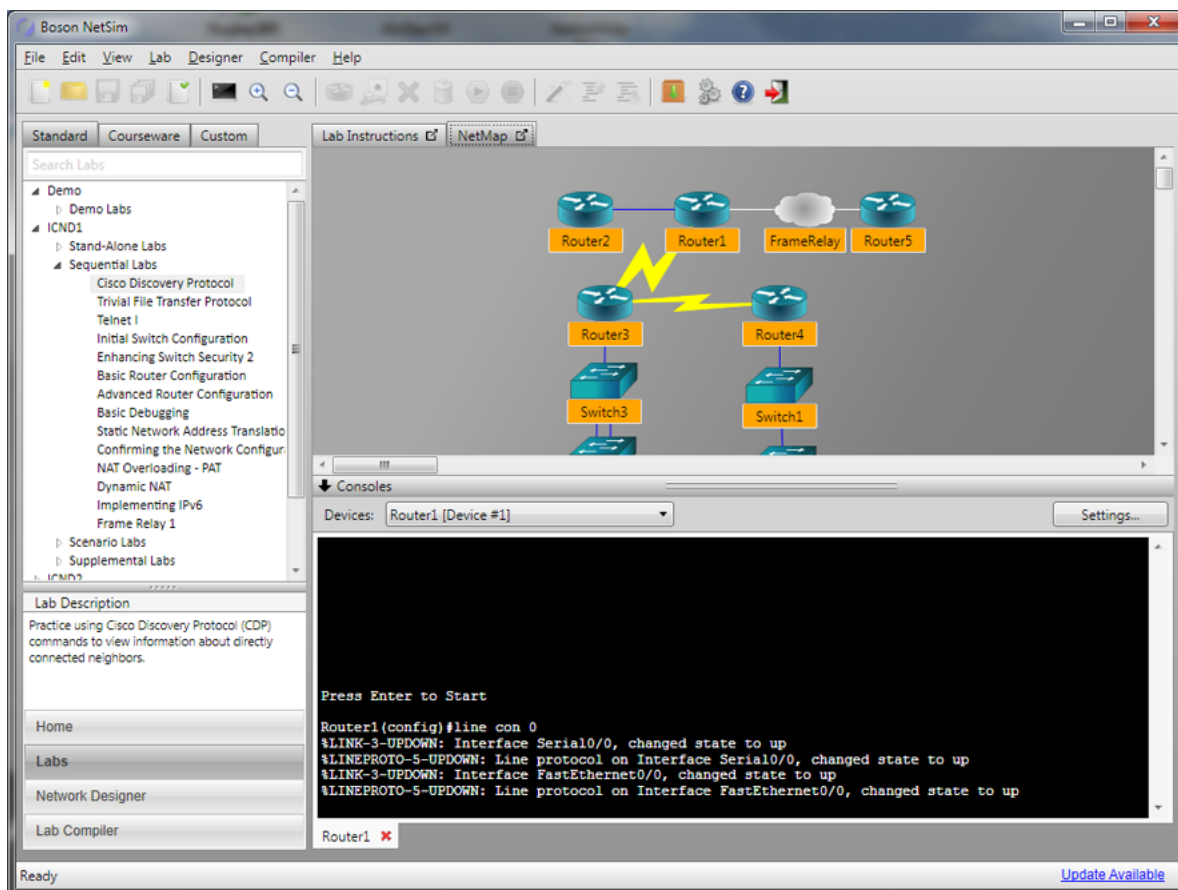 Boson NetSim
File Edit View Lab Designer Compiler Help
Standard Courseware Custom
Search Labs
Demo
Demo Labs
ICND1
Stand-Alone Labs
Sequential Labs
Cisco Discovery Protocol
Trivial File Transfer Protocol
Telnet I
Initial Switch Configuration
Enhancing Switch Security 2
Basic Router Configuration
Advanced Router Configuration
Basic Debugging
Static Network Address Translatio
Confirming the Network Configur
NAT Overloading - PAT
Dynamic NAT
Implementing IPv6
Frame Relay 1
Scenario Labs
Supplemental Labs
ICND2
Lab Description
Practice using Cisco Discovery Protocol (CDP)
commands to view information about directly
connected neighbors.
Home
Labs
Network Designer
Lab Compiler
Lab Instructions NetMap
Router2 Router1 FrameRelay Router5
Router3 Router4
Switch3 Switch1
Consoles
Devices: Router1 [Device #1] Settings...
Press Enter to Start
Router1(config)#line con 0
%LINK-3-UPDOWN: Interface Serial0/0, changed state to up
%LINEPROTO-5-UPDOWN: Line protocol on Interface Serial0/0, changed state to up
%LINK-3-UPDOWN: Interface FastEthernet0/0, changed state to up
%LINEPROTO-5-UPDOWN: Line protocol on Interface FastEthernet0/0, changed state to up
Router1
Ready Update Available